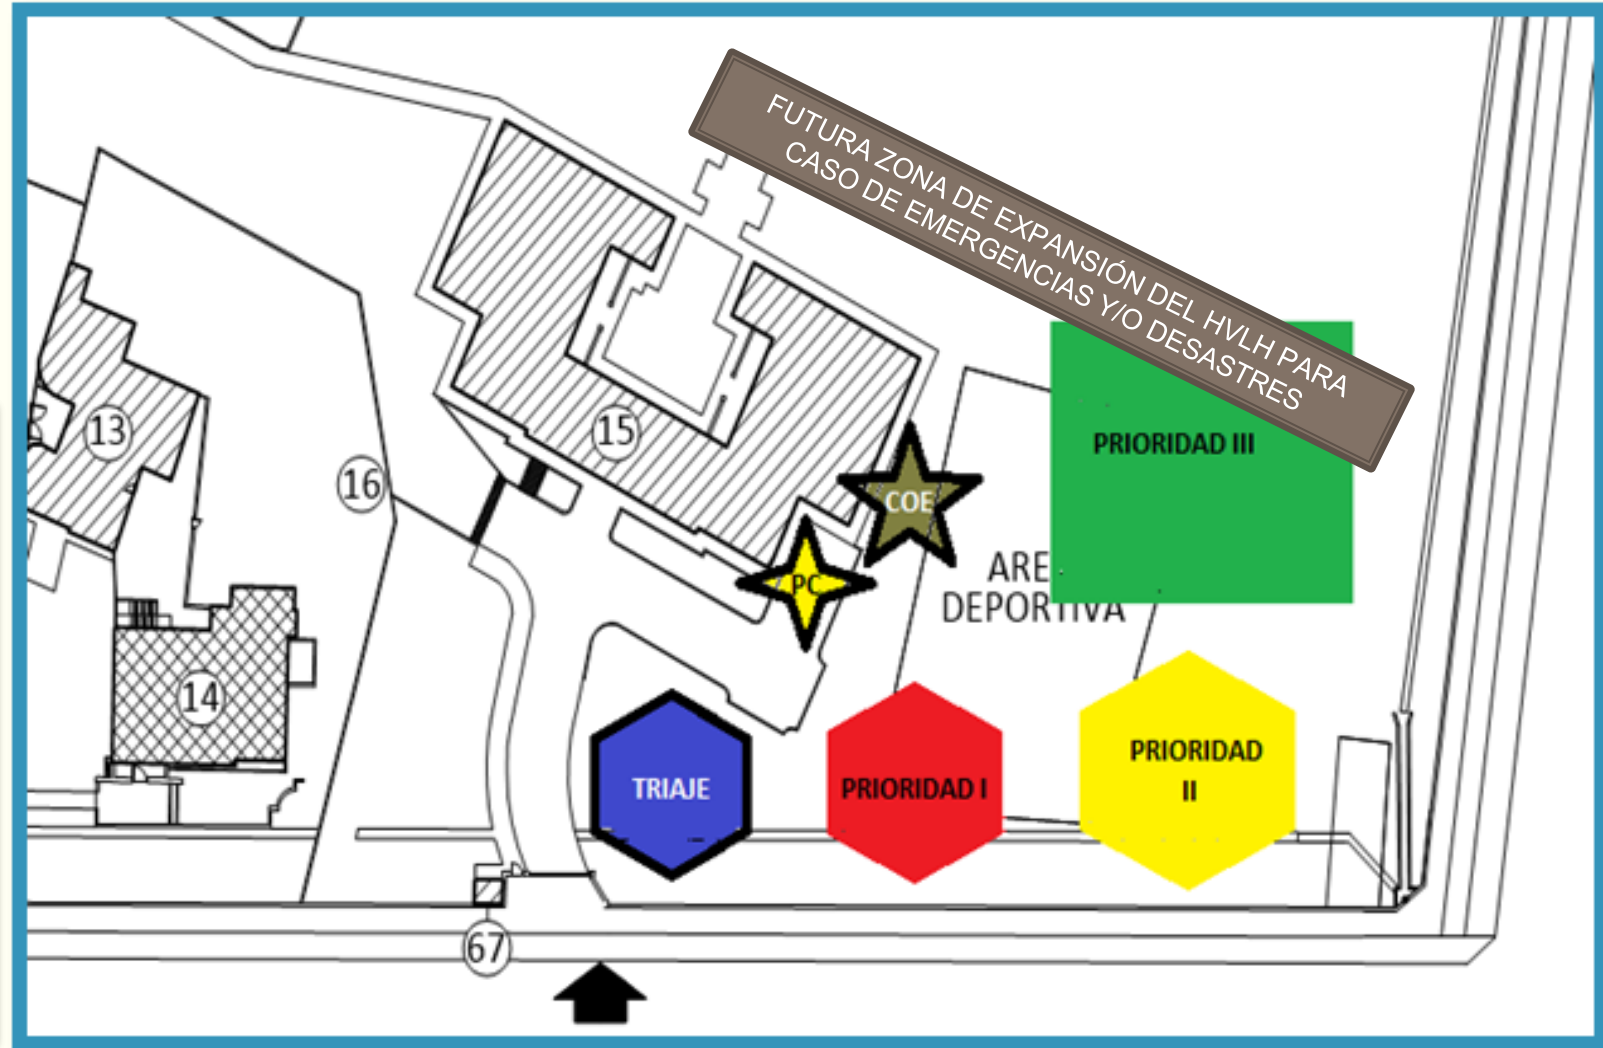 FUTURA ZONA DE EXPANSIÓN DEL HVLH PARA
CASO DE EMERGENCIAS Y/O DESASTRES
13
15
16
PRIORIDAD III
COE
PC
ARE
DEPORTIVA
14
TRIAJE
PRIORIDAD I
PRIORIDAD
II
67